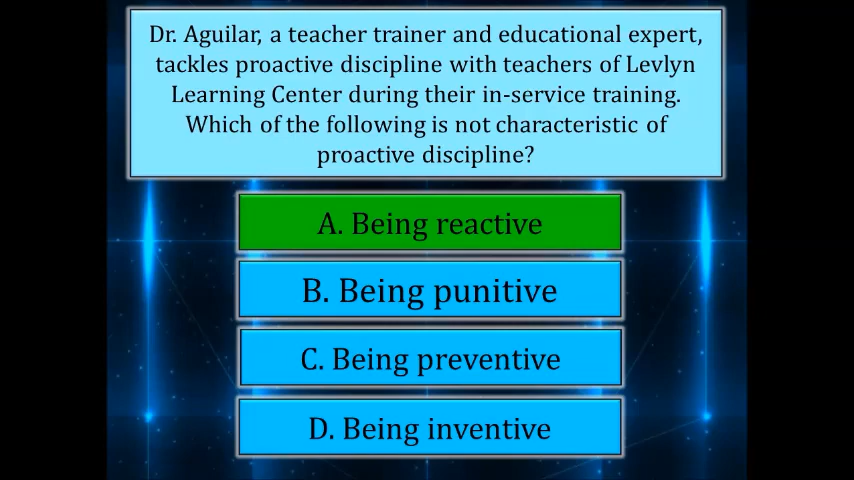 Dr. Aguilar, a teacher trainer and educational expert,
tackles proactive discipline with teachers of Levlyn
Learning Center during their in-service training.
Which of the following is not characteristic of
proactive discipline?
A. Being reactive
B. Being punitive
C. Being preventive
D. Being inventive